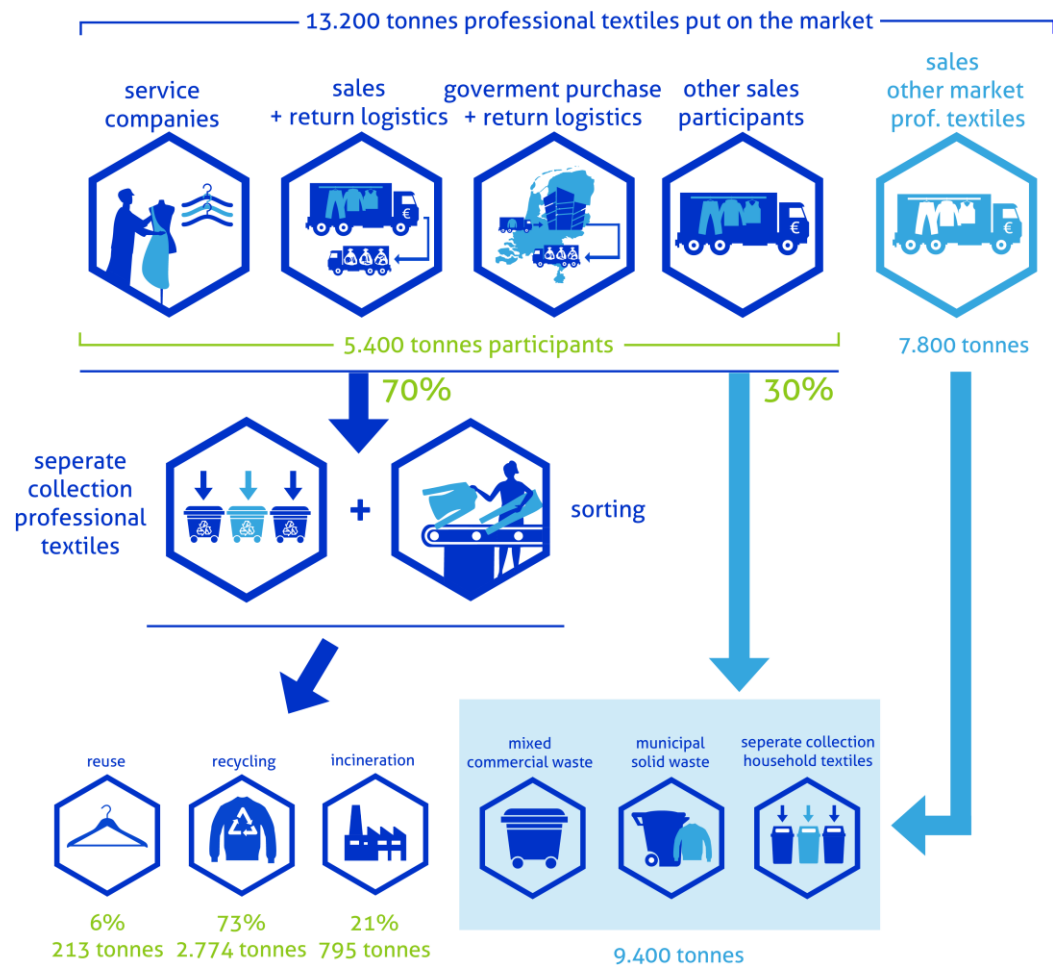 13.200 tonnes professional textiles put on the market
service
companies
sales
+ return logistics
goverment purchase
+ return logistics
other sales
participants
sales
other market
prof. textiles
€
€
€
5.400 tonnes participants
7.800 tonnes
70%
30%
seperate
collection
professional
textiles
+
sorting
reuse
recycling
incineration
mixed
commercial waste
municipal
solid waste
seperate collection
household textiles
6%
213 tonnes
73%
2.774 tonnes
21%
795 tonnes
9.400 tonnes